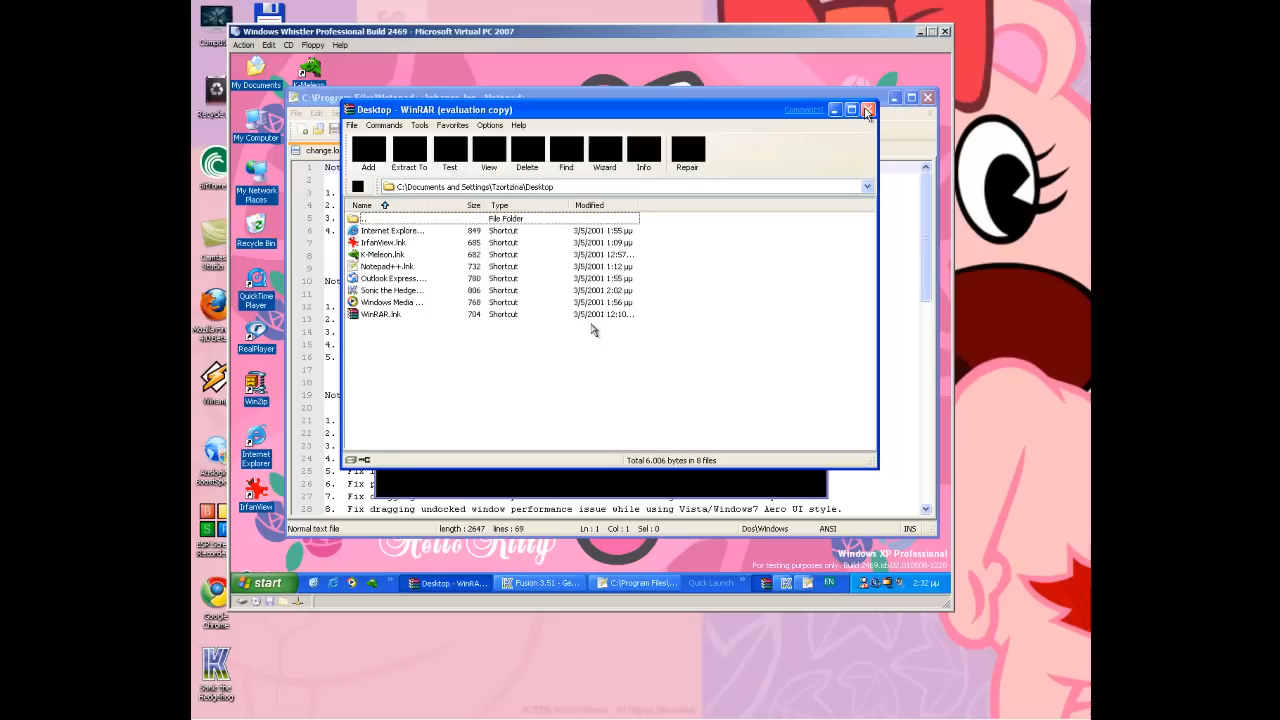 Windows Whistler Professional Build 2469 - Microsoft Virtual PC 2007
Action Edit CD Floppy Help
My Documents
K-Meleon
My Computer
My Network Places
Recycle Bin
QuickTime Player
RealPlayer
WinZip
Internet Explorer
IrfanView
Desktop - WinRAR (evaluation copy)
Comments?
File Commands Tools Favorites Options Help
Add Extract To Test View Delete Find Wizard Info Repair
C:\Documents and Settings\Tzortzina\Desktop
Name Size Type Modified
.. File Folder
Internet Explore... 849 Shortcut 3/5/2001 1:55 μμ
IrfanView.lnk 685 Shortcut 3/5/2001 1:09 μμ
K-Meleon.lnk 682 Shortcut 3/5/2001 12:57...
Notepad++.lnk 732 Shortcut 3/5/2001 1:12 μμ
Outlook Express.... 780 Shortcut 3/5/2001 1:55 μμ
Sonic the Hedge... 806 Shortcut 3/5/2001 2:02 μμ
Windows Media ... 768 Shortcut 3/5/2001 1:56 μμ
WinRAR.lnk 704 Shortcut 3/5/2001 12:10...
Total 6.006 bytes in 8 files
28. Fix dragging undocked window performance issue while using Vista/Windows7 Aero UI style.
Normal text file length : 2647 lines : 69 Ln : 1 Col : 1 Sel : 0 Dos\Windows ANSI INS
Hello Kitty
Windows XP Professional
For testing purposes only. Build 2469.idx02.010508-1220
start Desktop - WinRA... Fusion 3.51 - Ge... C:\Program Files\... Quick Launch EN 2:32 μμ
Google Chrome
Sonic the Hedgehog